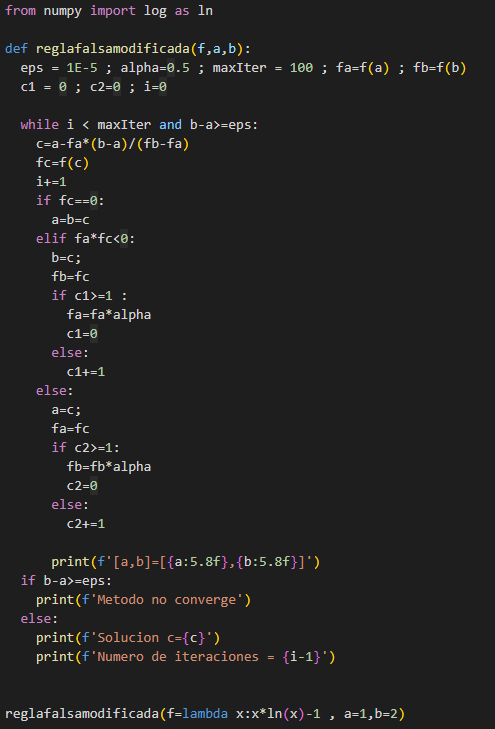 from numpy import log as ln
def reglafalsamodificada(f,a,b):
  eps = 1E-5 ; alpha=0.5 ; maxIter = 100 ; fa=f(a) ; fb=f(b)
  c1 = 0 ; c2=0 ; i=0
  while i < maxIter and b-a>=eps:
    c=a-fa*(b-a)/(fb-fa)
    fc=f(c)
    i+=1
    if fc==0:
      a=b=c
    elif fa*fc<0:
      b=c;
      fb=fc
      if c1>=1 :
        fa=fa*alpha
        c1=0
      else:
        c1+=1
    else:
      a=c;
      fa=fc
      if c2>=1:
        fb=fb*alpha
        c2=0
      else:
        c2+=1
      print(f'[a,b]=[{a:5.8f},{b:5.8f}]')
  if b-a>=eps:
    print(f'Metodo no converge')
  else:
    print(f'Solucion c={c}')
    print(f'Numero de iteraciones = {i-1}')
reglafalsamodificada(f=lambda x:x*ln(x)-1 , a=1,b=2)